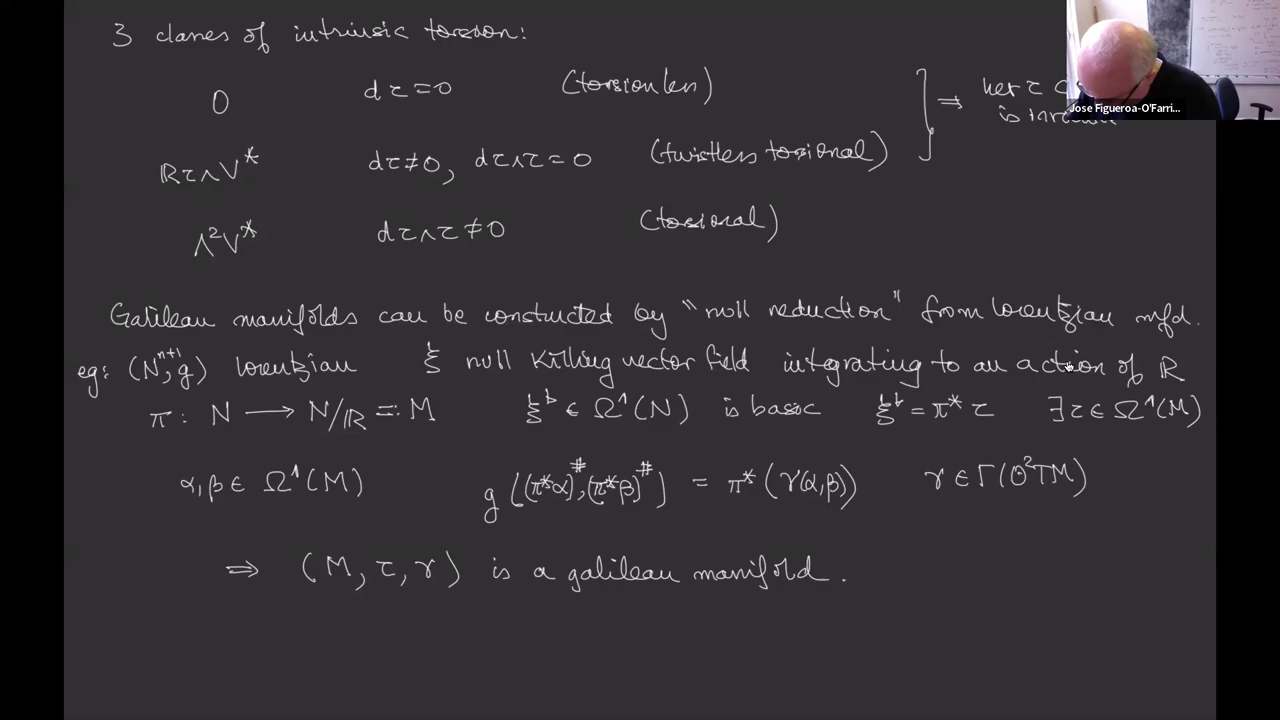 3 classes of intrinsic torsion:
0 dτ=0 (torsionless) ⇒ ker τ
is
ℝτ∧V* dτ≠0, dτ∧τ=0 (twistless torsional)
Λ²V* dτ∧τ≠0 (torsional)
Galilean manifolds can be constructed by "null reduction" from lorentzian mfd.
eg: (Nⁿ⁺¹, g) lorentzian ξ null Killing vector field integrating to an action of ℝ
π: N ⟶ N/ℝ =: M ξ♭ ∈ Ω¹(N) is basic ξ♭ = π*τ ∃τ∈Ω¹(M)
α,β ∈ Ω¹(M) g((π*α)^#, (π*β)^#) = π*(γ(α,β)) γ∈Γ(⊙²TM)
⇒ (M, τ, γ) is a galilean manifold.
Jose Figueroa-O'Farri...